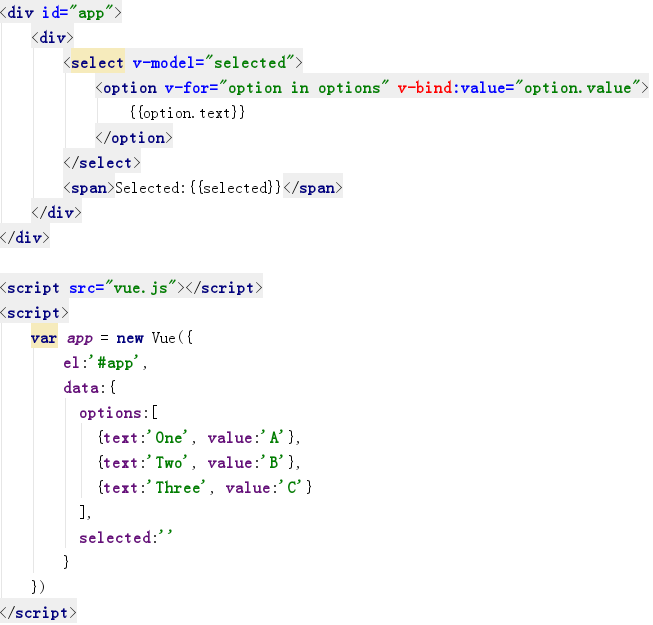 <div id="app">
    <div>
        <select v-model="selected">
            <option v-for="option in options" v-bind:value="option.value">
                {{option.text}}
            </option>
        </select>
        <span>Selected:{{selected}}</span>
    </div>
</div>

<script src="vue.js"></script>
<script>
    var app = new Vue({
        el:'#app',
        data:{
          options:[
            {text:'One', value:'A'},
            {text:'Two', value:'B'},
            {text:'Three', value:'C'}
          ],
          selected:''
        }
    })
</script>